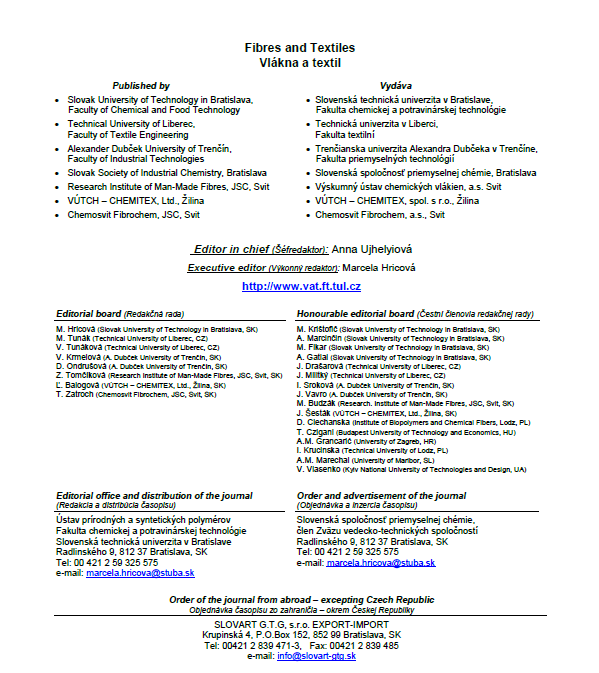 Fibres and Textiles
Vlákna a textil
Published by
• Slovak University of Technology in Bratislava,
Faculty of Chemical and Food Technology
• Technical University of Liberec,
Faculty of Textile Engineering
• Alexander Dubček University of Trenčín,
Faculty of Industrial Technologies
• Slovak Society of Industrial Chemistry, Bratislava
• Research Institute of Man-Made Fibres, JSC, Svit
• VÚTCH – CHEMITEX, Ltd., Žilina
• Chemosvit Fibrochem, JSC, Svit
Vydáva
• Slovenská technická univerzita v Bratislave,
Fakulta chemickej a potravinárskej technológie
• Technická univerzita v Liberci,
Fakulta textilní
• Trenčianska univerzita Alexandra Dubčeka v Trenčíne,
Fakulta priemyselných technológií
• Slovenská spoločnosť priemyselnej chémie, Bratislava
• Výskumný ústav chemických vlákien, a.s. Svit
• VÚTCH – CHEMITEX, spol. s r.o., Žilina
• Chemosvit Fibrochem, a.s., Svit
Editor in chief (Šéfredaktor): Anna Ujhelyiová
Executive editor (Výkonný redaktor): Marcela Hricová
http://www.vat.ft.tul.cz
Editorial board (Redakčná rada)
M. Hricová (Slovak University of Technology in Bratislava, SK)
M. Tunák (Technical University of Liberec, CZ)
V. Tunáková (Technical University of Liberec, CZ)
V. Krmelová (A. Dubček University of Trenčín, SK)
D. Ondrušová (A. Dubček University of Trenčín, SK)
Z. Tomčíková (Research Institute of Man-Made Fibres, JSC, Svit, SK)
Ľ. Balogová (VÚTCH – CHEMITEX, Ltd., Žilina, SK)
T. Zatroch (Chemosvit Fibrochem, JSC, Svit, SK)
Honourable editorial board (Čestní členovia redakčnej rady)
M. Krištofič (Slovak University of Technology in Bratislava, SK)
A. Marcinčin (Slovak University of Technology in Bratislava, SK)
M. Fikar (Slovak University of Technology in Bratislava, SK)
A. Gatial (Slovak University of Technology in Bratislava, SK)
J. Drašarová (Technical University of Liberec, CZ)
J. Militký (Technical University of Liberec, CZ)
I. Sroková (A. Dubček University of Trenčín, SK)
J. Vavro (A. Dubček University of Trenčín, SK)
M. Budzák (Research. Institute of Man-Made Fibres, JSC, Svit, SK)
J. Šesták (VÚTCH – CHEMITEX, Ltd., Žilina, SK)
D. Ciechanska (Institute of Biopolymers and Chemical Fibers, Lodz, PL)
T. Czigani (Budapest University of Technology and Economics, HU)
A.M. Grancarić (University of Zagreb, HR)
I. Krucinska (Technical University of Lodz, PL)
A.M. Marechal (University of Maribor, SL)
V. Vlasenko (Kyiv National University of Technologies and Design, UA)
Editorial office and distribution of the journal
(Redakcia a distribúcia časopisu)
Ústav prírodných a syntetických polymérov
Fakulta chemickej a potravinárskej technológie
Slovenská technická univerzita v Bratislave
Radlinského 9, 812 37 Bratislava, SK
Tel: 00 421 2 59 325 575
e-mail: marcela.hricova@stuba.sk
Order and advertisement of the journal
(Objednávka a inzercia časopisu)
Slovenská spoločnosť priemyselnej chémie,
člen Zväzu vedecko-technických spoločností
Radlinského 9, 812 37 Bratislava, SK
Tel: 00 421 2 59 325 575
e-mail: marcela.hricova@stuba.sk
Order of the journal from abroad – excepting Czech Republic
Objednávka časopisu zo zahraničia – okrem Českej Republiky
SLOVART G.T.G, s.r.o. EXPORT-IMPORT
Krupinská 4, P.O.Box 152, 852 99 Bratislava, SK
Tel: 00421 2 839 471-3, Fax: 00421 2 839 485
e-mail: info@slovart-gtg.sk